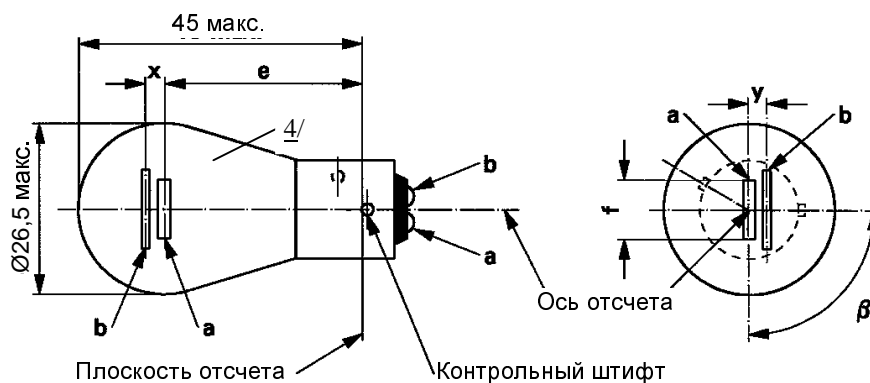 45 макс.
x
e
4/
b
a
Ø26,5 макс.
b
a
Плоскость отсчета
Контрольный штифт
y
a
b
f
Ось отсчета
β